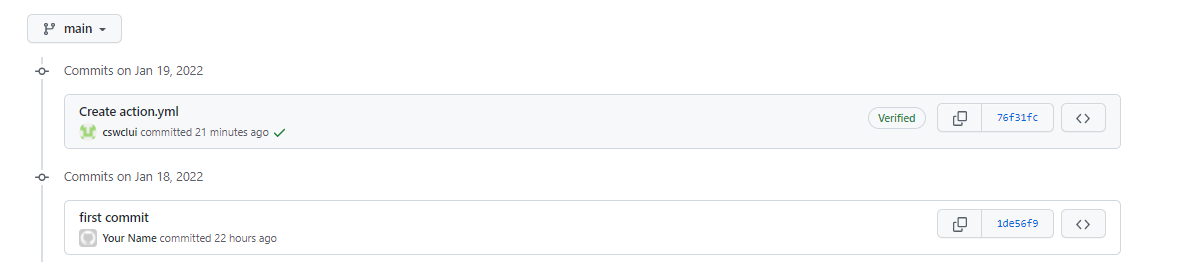 main
Commits on Jan 19, 2022
Create action.yml
cswclui committed 21 minutes ago
Verified
76f31fc
Commits on Jan 18, 2022
first commit
Your Name committed 22 hours ago
1de56f9